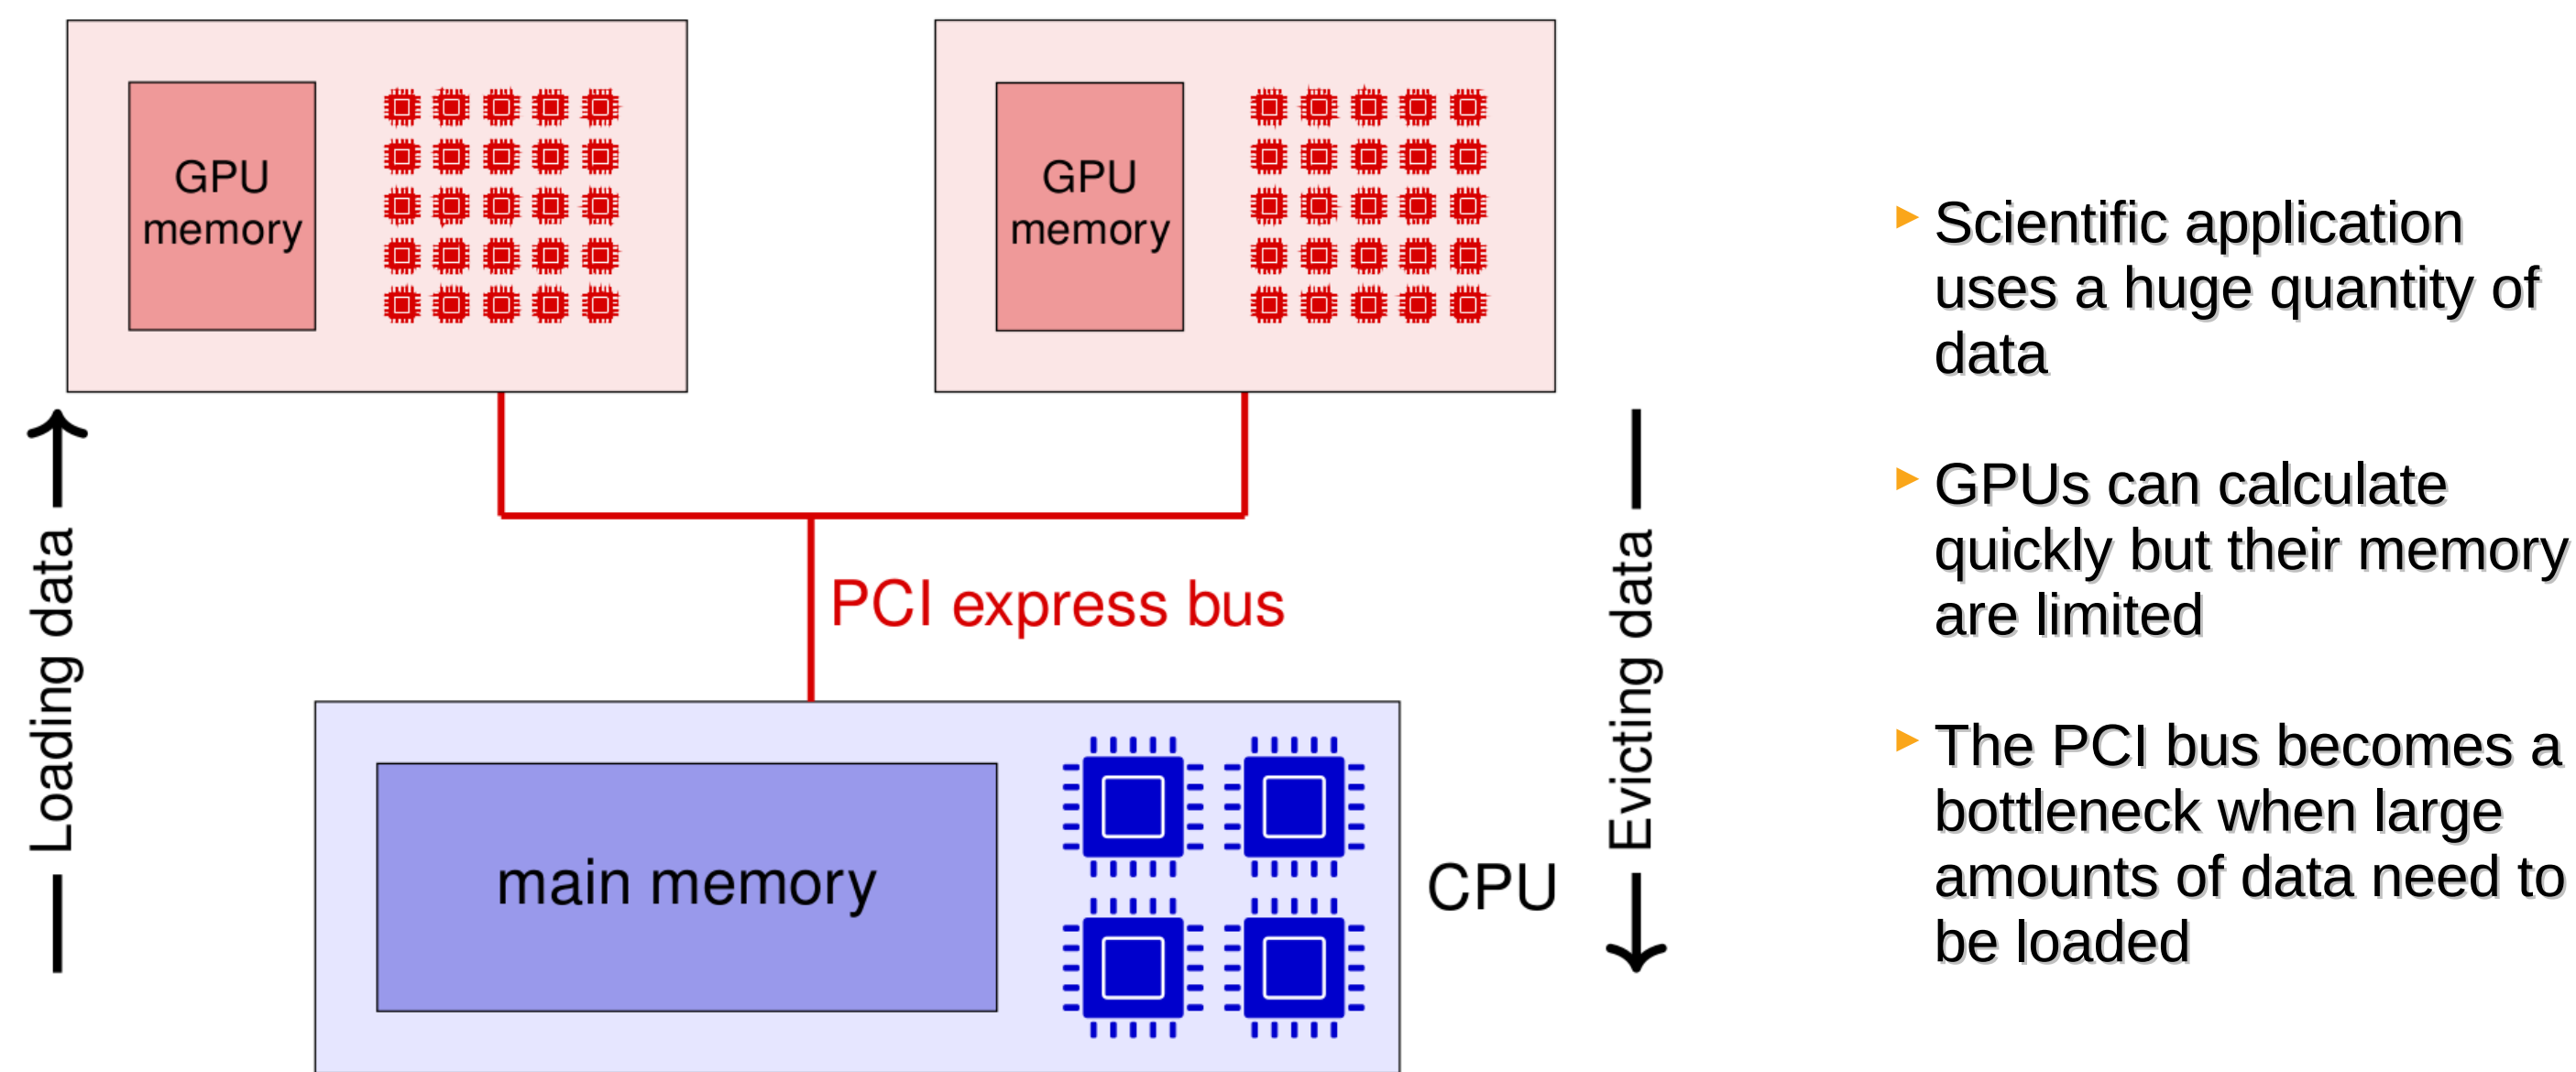 GPU
memory
GPU
memory
Loading data
PCI express bus
Evicting data
main memory
CPU
Scientific application
uses a huge quantity of
data
GPUs can calculate
quickly but their memory
are limited
The PCI bus becomes a
bottleneck when large
amounts of data need to
be loaded